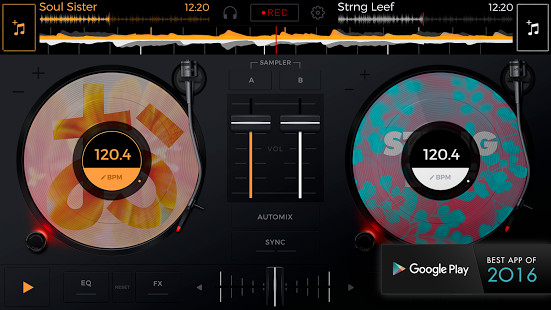 Soul Sister 12:20
REC
Strng Leef 12:20
SAMPLER
A B
120.4
BPM
VOL
120.4
BPM
AUTOMIX
SYNC
EQ
RESET
FX
Google Play
BEST APP OF
2016